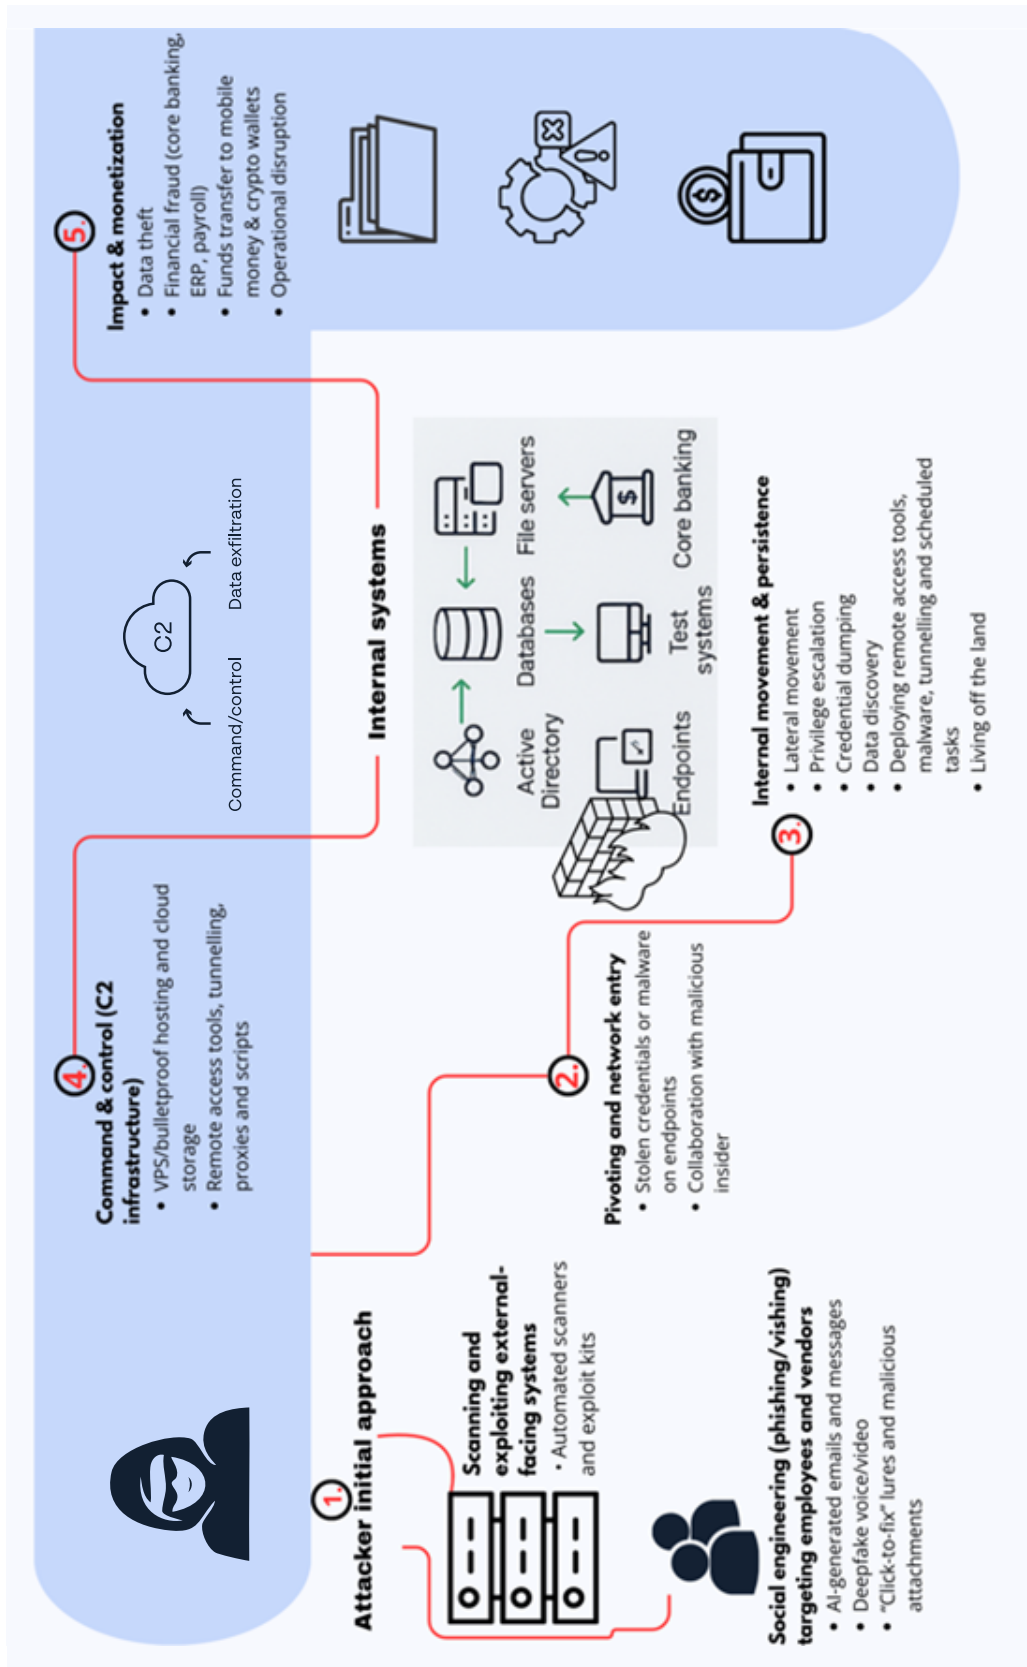 1.
Attacker initial approach
Scanning and
exploiting external-
facing systems
• Automated scanners
and exploit kits
Social engineering (phishing/vishing)
targeting employees and vendors
• AI-generated emails and messages
• Deepfake voice/video
• "Click-to-fix" lures and malicious
attachments
2.
Pivoting and network entry
• Stolen credentials or malware
on endpoints
• Collaboration with malicious
insider
3.
Internal movement & persistence
• Lateral movement
• Privilege escalation
• Credential dumping
• Data discovery
• Deploying remote access tools,
malware, tunnelling and scheduled
tasks
• Living off the land
4.
Command & control (C2
infrastructure)
• VPS/bulletproof hosting and cloud
storage
• Remote access tools, tunnelling,
proxies and scripts
C2
Command/control
Data exfiltration
Internal systems
Active
Directory
Databases
File servers
Endpoints
Test
systems
Core banking
5.
Impact & monetization
• Data theft
• Financial fraud (core banking,
ERP, payroll)
• Funds transfer to mobile
money & crypto wallets
• Operational disruption